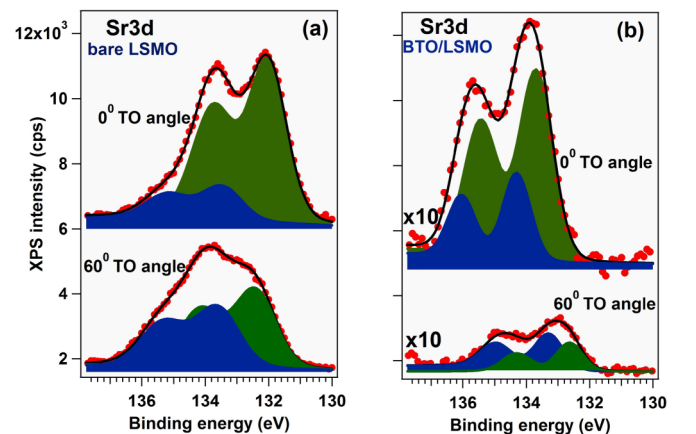 Sr3d
(a)
bare LSMO
0⁰ TO angle
60⁰ TO angle
12x10³
10
8
6
4
2
XPS intensity (cps)
136
134
132
130
Binding energy (eV)
Sr3d
(b)
BTO/LSMO
0⁰ TO angle
x10
60⁰ TO angle
x10
136
134
132
130
Binding energy (eV)